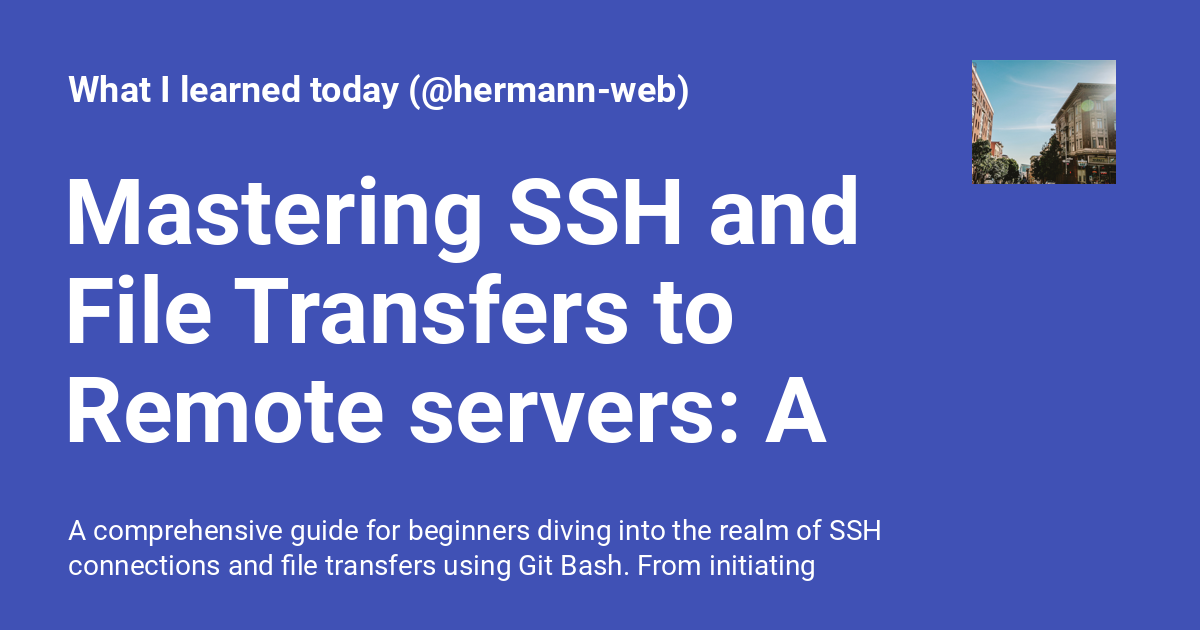 What I learned today (@hermann-web)
Mastering SSH and
File Transfers to
Remote servers: A
A comprehensive guide for beginners diving into the realm of SSH
connections and file transfers using Git Bash. From initiating